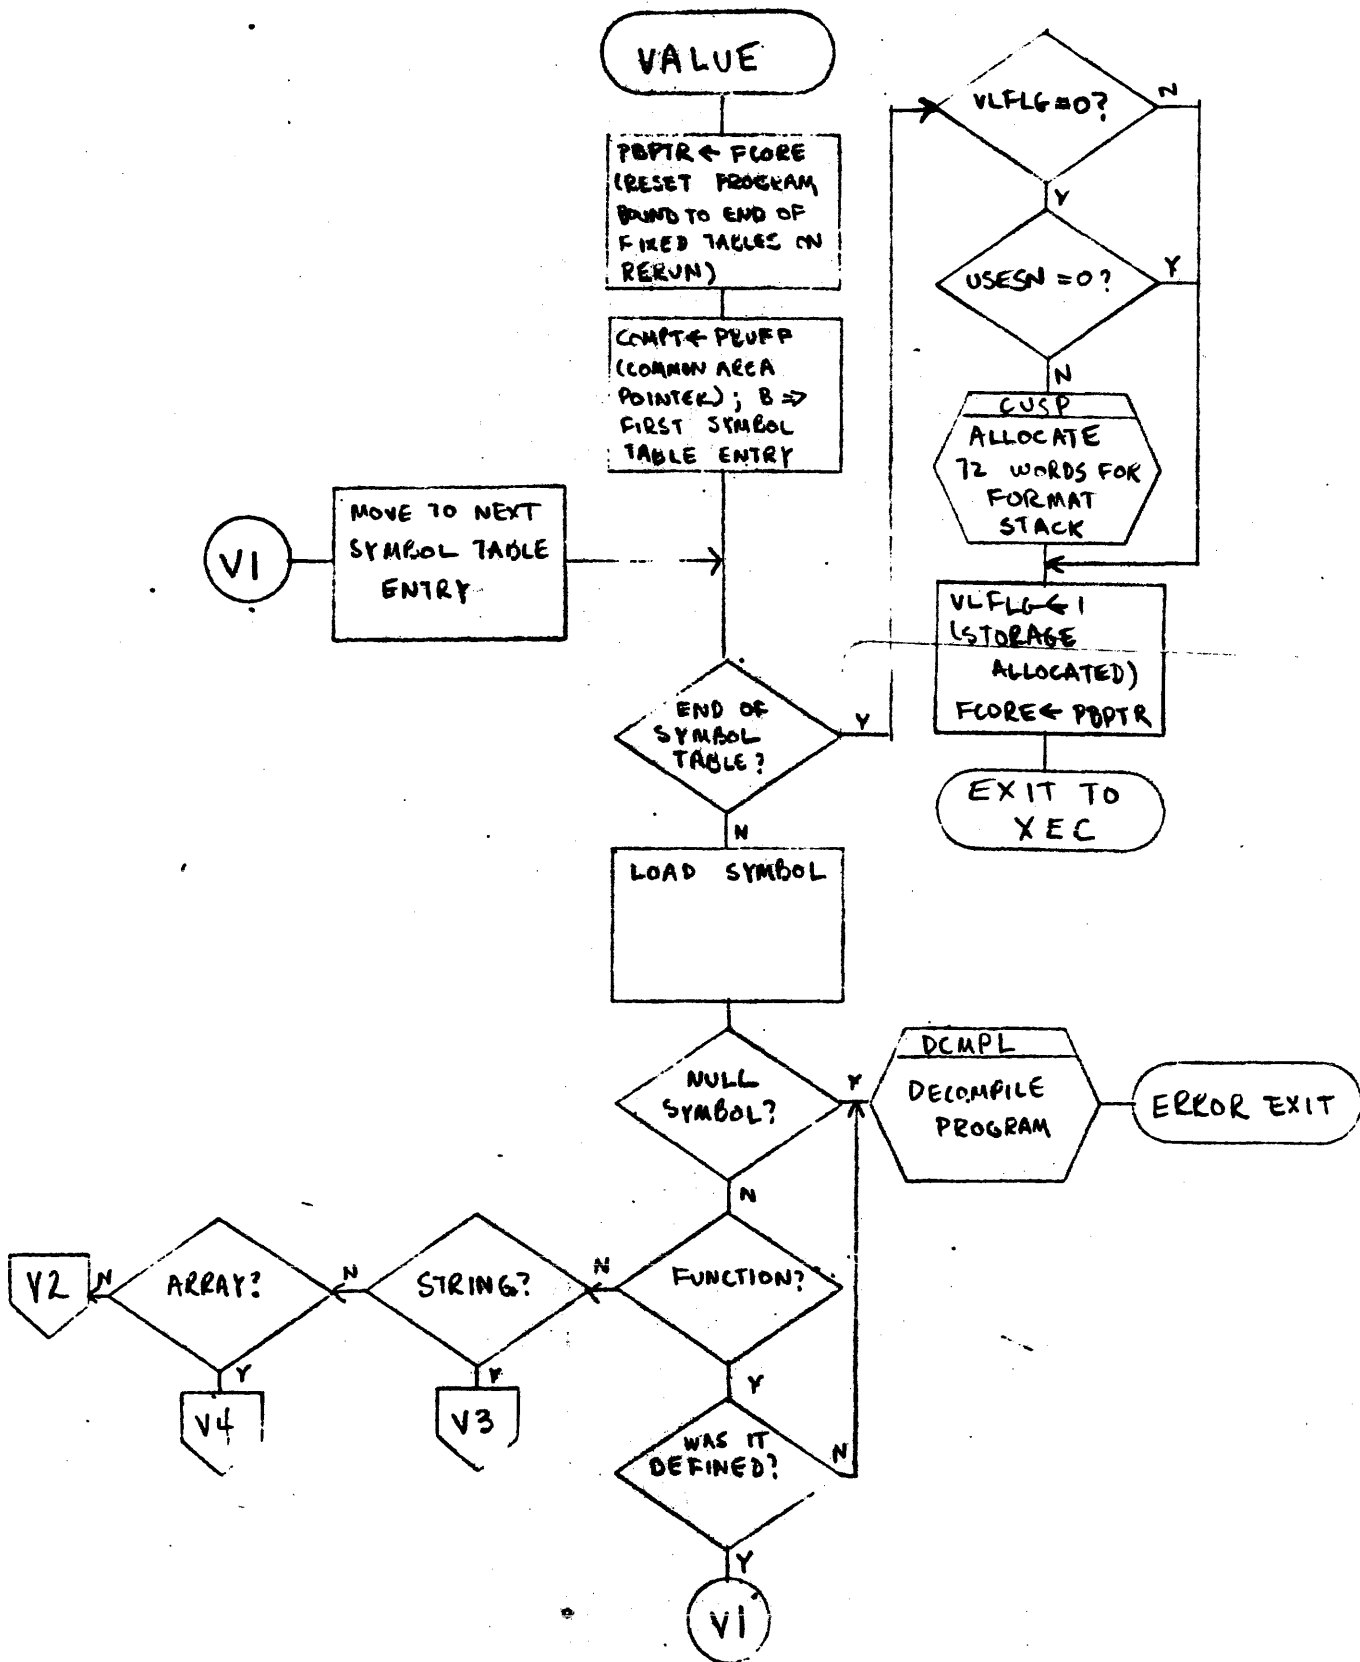 VALUE
PBPTR ← FCORE
(RESET PROGRAM
BOUND TO END OF
FIXED TABLES ON
RERUN)
COMPT ← PBUFF
(COMMON AREA
POINTER); B =>
FIRST SYMBOL
TABLE ENTRY
V1
MOVE TO NEXT
SYMBOL TABLE
ENTRY
END OF
SYMBOL
TABLE?
Y
N
VLFLG=0?
N
Y
USESN=0?
Y
N
CUSP
ALLOCATE
72 WORDS FOR
FORMAT
STACK
VLFLG ← 1
(STORAGE
ALLOCATED)
FCORE ← PBPTR
EXIT TO
XEC
LOAD SYMBOL
NULL
SYMBOL?
Y
N
DCMPL
DECOMPILE
PROGRAM
ERROR EXIT
FUNCTION?
N
Y
STRING?
N
Y
ARRAY?
N
Y
V2
V4
V3
WAS IT
DEFINED?
N
Y
V1